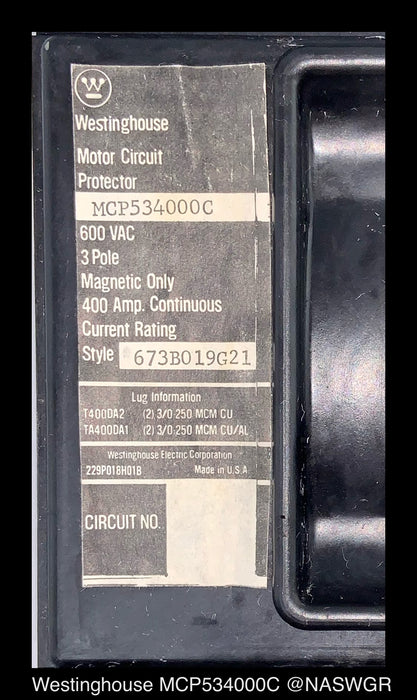 W
Westinghouse
Motor Circuit
Protector
MCP534000C
600 VAC
3 Pole
Magnetic Only
400 Amp. Continuous
Current Rating
Style 673B019G21
Lug Information
T400DA2 (2) 3/0 250 MCM CU
TA400DA1 (2) 3/0 250 MCM CU/AL
Westinghouse Electric Corporation
229P018H01B Made in U.S.A
CIRCUIT NO.
Westinghouse MCP534000C @NASWGR